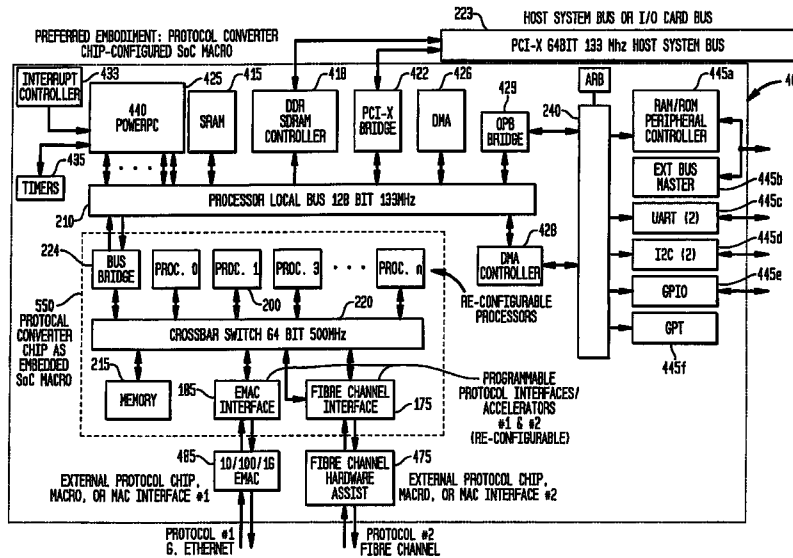 HOST SYSTEM BUS OR I/O CARD BUS
223
PREFERRED EMBODIMENT: PROTOCOL CONVERTER
CHIP-CONFIGURED SoC MACRO
PCI-X 64BIT 133 Mhz HOST SYSTEM BUS
INTERRUPT
CONTROLLER
433
425
440
POWERPC
415
SRAM
418
DDR
SDRAM
CONTROLLER
422
PCI-X
BRIDGE
426
DMA
429
OPB
BRIDGE
240
ARB
445a
RAM/ROM
PERIPHERAL
CONTROLLER
TIMERS
435
EXT BUS
MASTER
445b
445c
UART (2)
445d
I2C (2)
445e
GPIO
GPT
445f
PROCESSOR LOCAL BUS 128 BIT 133MHz
210
428
DMA
CONTROLLER
224
BUS
BRIDGE
PROC. 0
PROC. 1
PROC. 3
PROC. n
200
220
RE-CONFIGURABLE
PROCESSORS
550
PROTOCAL
CONVERTER
CHIP AS
EMBEDDED
SoC MACRO
CROSSBAR SWITCH 64 BIT 500MHz
215
MEMORY
185
EMAC
INTERFACE
FIBRE CHANNEL
INTERFACE
175
PROGRAMMABLE
PROTOCOL INTERFACES/
ACCELERATORS
#1 & #2
(RE-CONFIGURABLE)
485
10/100/1G
EMAC
FIBRE CHANNEL
HARDWARE
ASSIST
475
EXTERNAL PROTOCOL CHIP,
MACRO, OR MAC INTERFACE #1
EXTERNAL PROTOCOL CHIP,
MACRO, OR MAC INTERFACE #2
PROTOCOL #1
G. ETHERNET
PROTOCOL #2
FIBRE CHANNEL